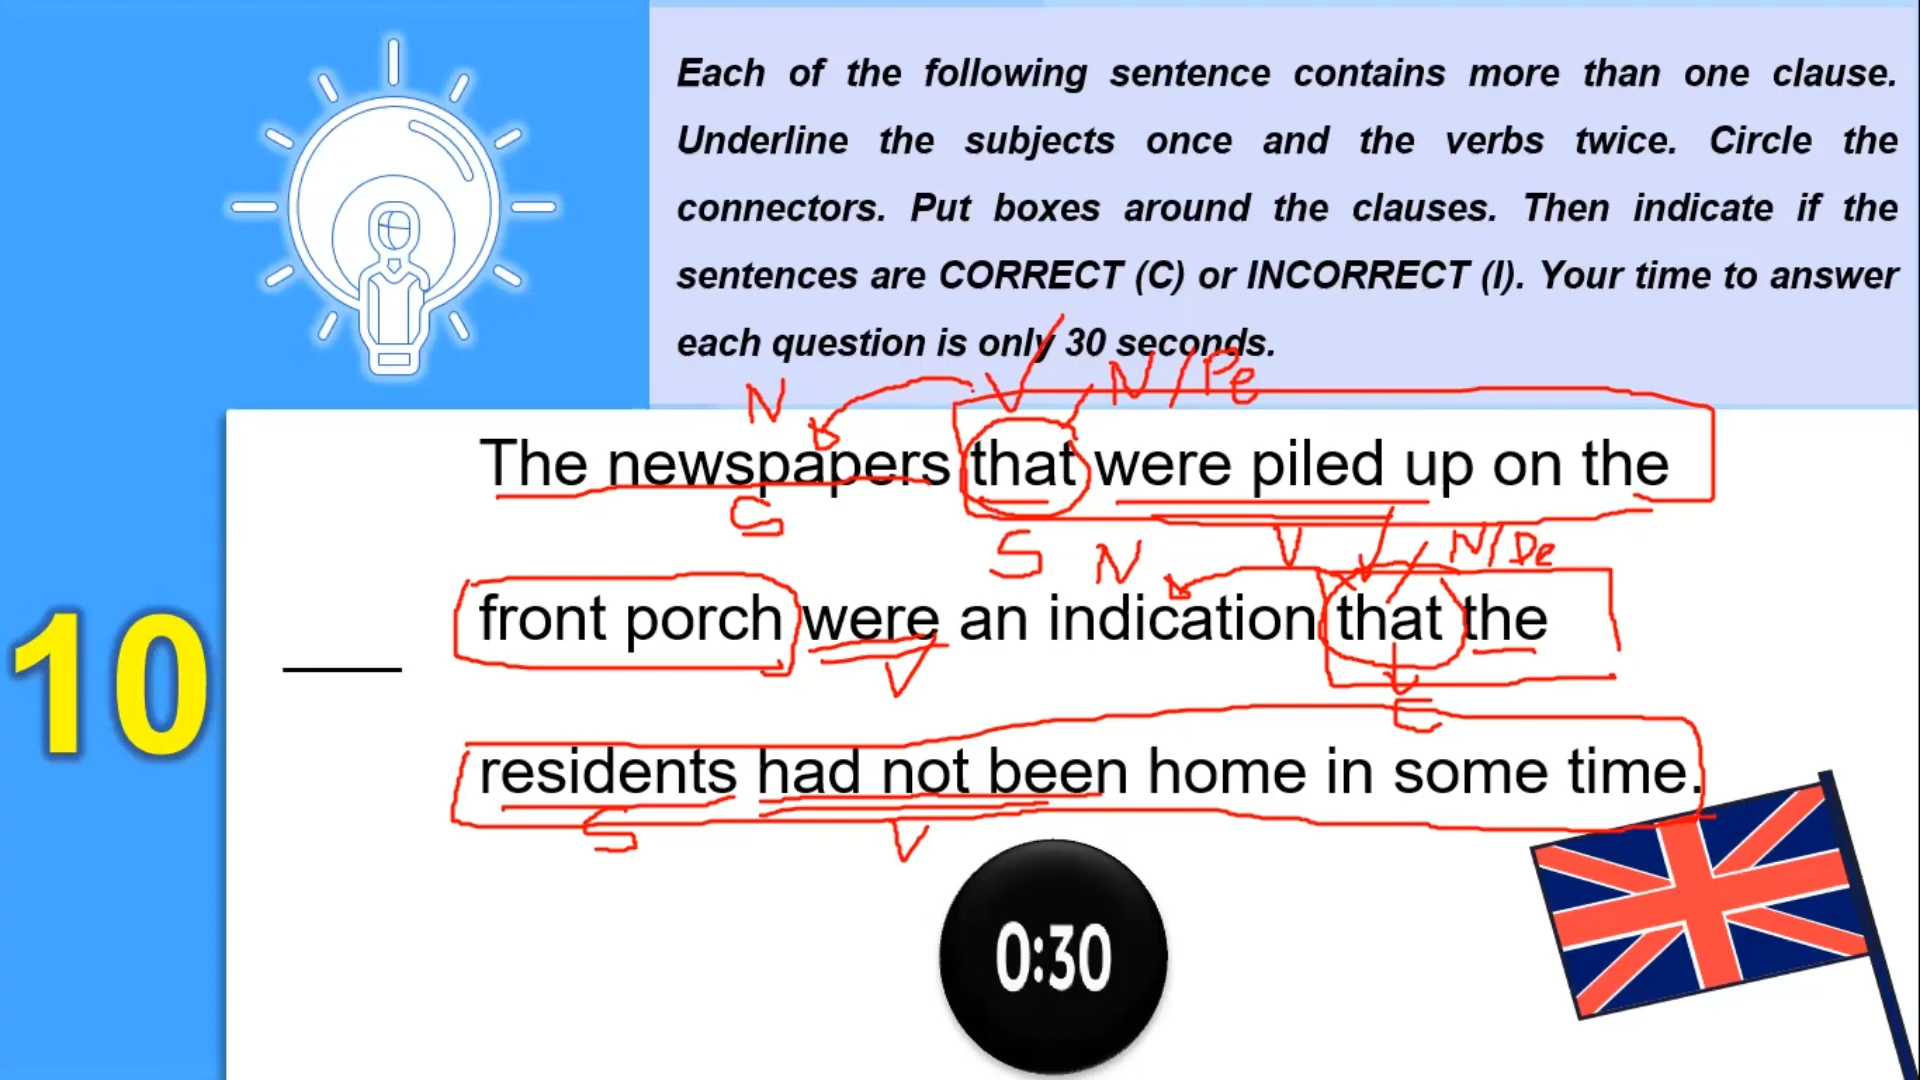 Each of the following sentence contains more than one clause.
Underline the subjects once and the verbs twice. Circle the
connectors. Put boxes around the clauses. Then indicate if the
sentences are CORRECT (C) or INCORRECT (I). Your time to answer
each question is only 30 seconds.
N
N/Pe
The newspapers that were piled up on the
S
S
N
V
N/De
10
___
front porch were an indication that the
V
S
residents had not been home in some time.
S
V
0:30